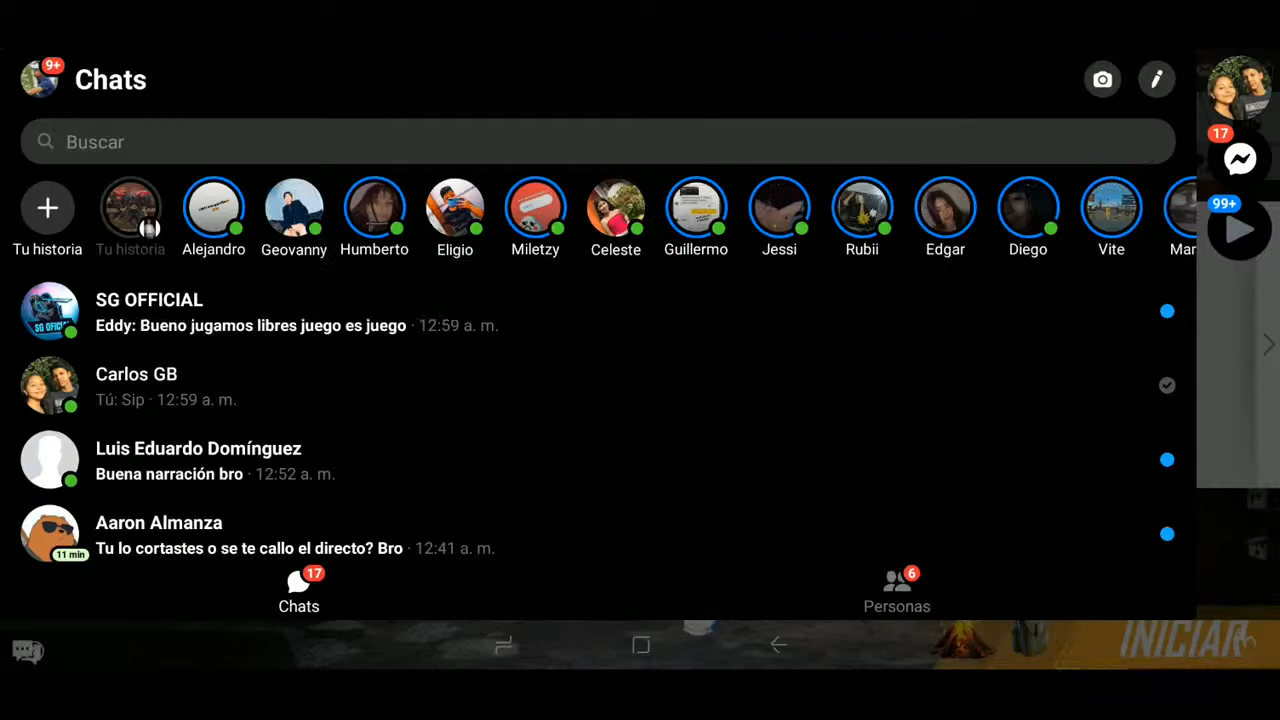 9+
Chats
17
Buscar
99+
Tu historia
Tu historia
Alejandro
Geovanny
Humberto
Eligio
Miletzy
Celeste
Guillermo
Jessi
Rubii
Edgar
Diego
Vite
Mar
SG OFFICIAL
Eddy: Bueno jugamos libres juego es juego · 12:59 a. m.
Carlos GB
Tú: Sip · 12:59 a. m.
Luis Eduardo Domínguez
Buena narración bro · 12:52 a. m.
Aaron Almanza
Tu lo cortastes o se te callo el directo? Bro · 12:41 a. m.
11 min
17
Chats
6
Personas
INICIAR